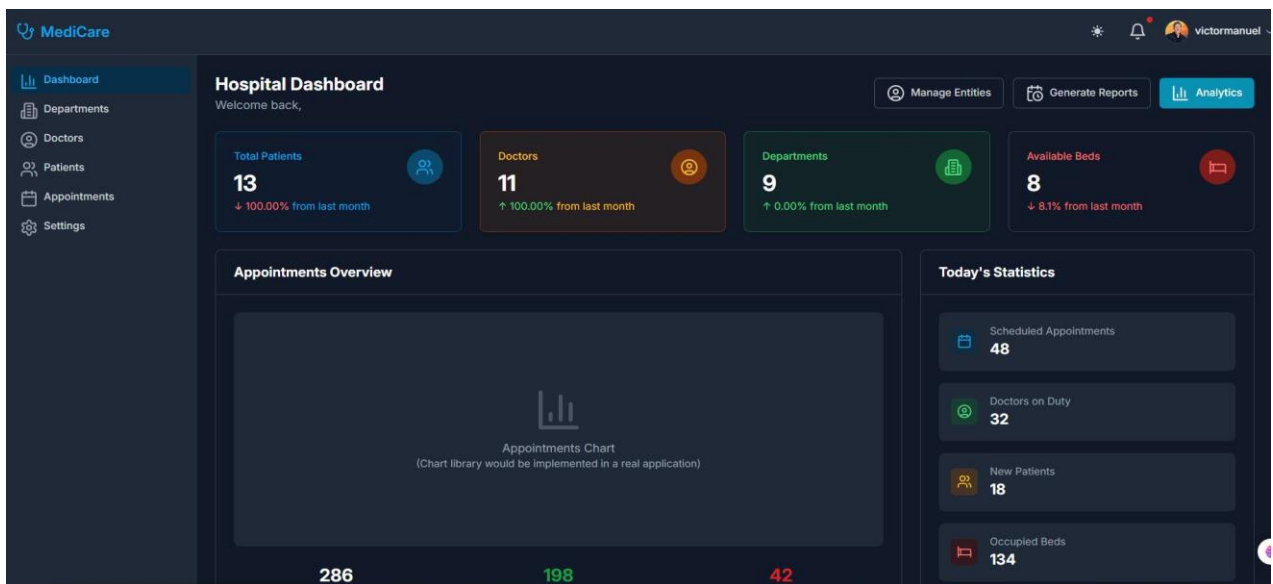 MediCare
victormanuel
Dashboard
Departments
Doctors
Patients
Appointments
Settings
Hospital Dashboard
Welcome back,
Manage Entities
Generate Reports
Analytics
Total Patients
13
↓ 100.00% from last month
Doctors
11
↑ 100.00% from last month
Departments
9
↑ 0.00% from last month
Available Beds
8
↓ 8.1% from last month
Appointments Overview
Appointments Chart
(Chart library would be implemented in a real application)
286
198
42
Today's Statistics
Scheduled Appointments
48
Doctors on Duty
32
New Patients
18
Occupied Beds
134